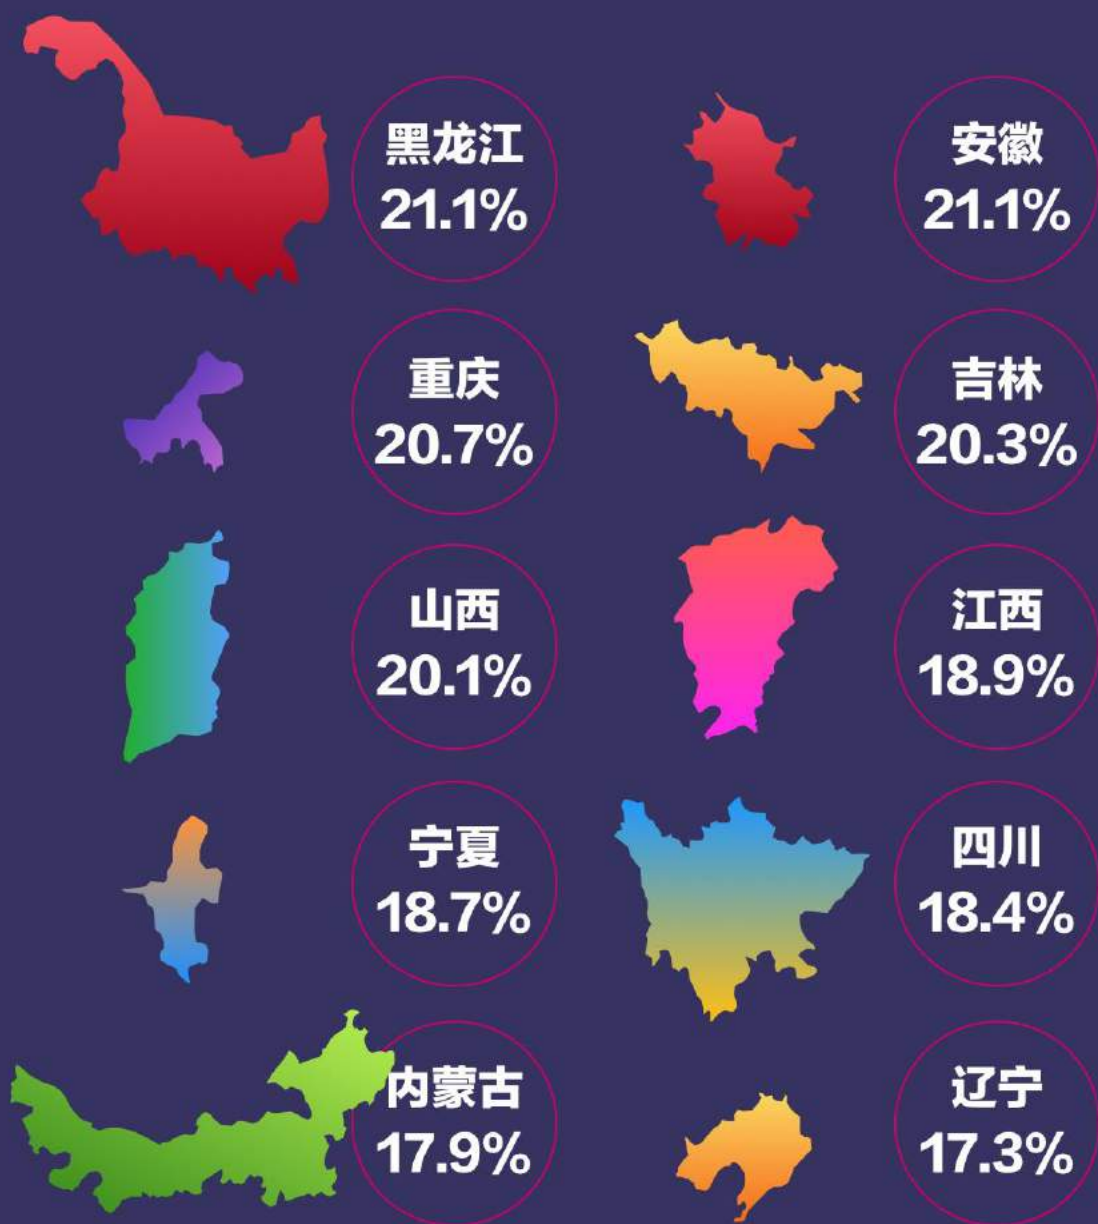 黑龙江
21.1%
安徽
21.1%
重庆
20.7%
吉林
20.3%
山西
20.1%
江西
18.9%
宁夏
18.7%
四川
18.4%
内蒙古
17.9%
辽宁
17.3%